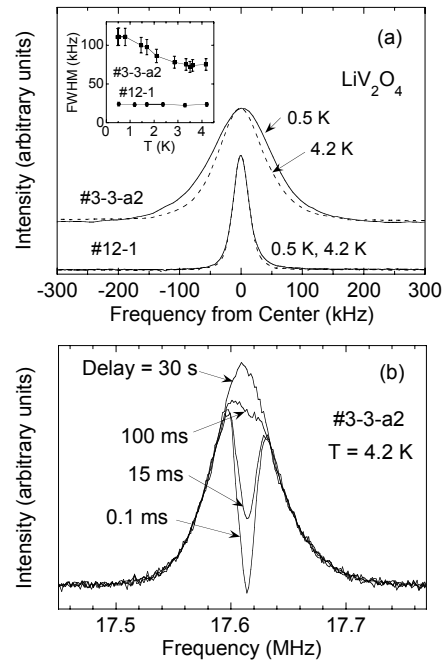 (a)
LiV2O4
FWHM (kHz)
100
50
0
#3-3-a2
#12-1
0 1 2 3 4
T (K)
0.5 K
4.2 K
#3-3-a2
#12-1
0.5 K, 4.2 K
Intensity (arbitrary units)
-300 -200 -100 0 100 200 300
Frequency from Center (kHz)
(b)
Delay = 30 s
#3-3-a2
T = 4.2 K
100 ms
15 ms
0.1 ms
Intensity (arbitrary units)
17.5 17.6 17.7
Frequency (MHz)